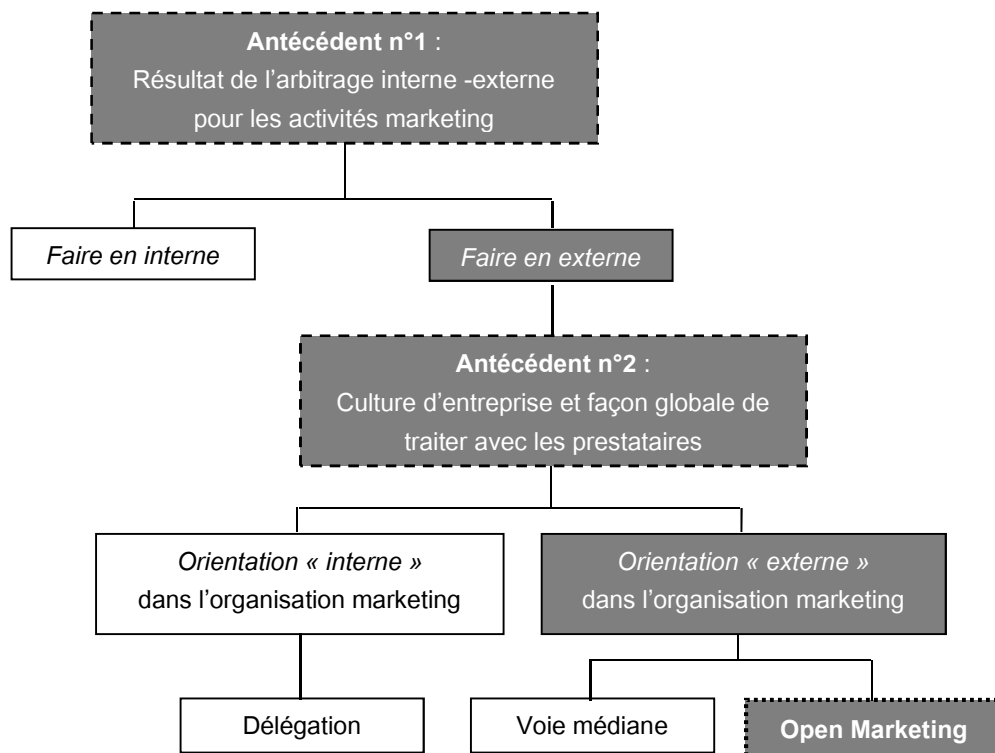 Antécédent n°1 :
Résultat de l’arbitrage interne -externe
pour les activités marketing
Faire en interne
Faire en externe
Antécédent n°2 :
Culture d’entreprise et façon globale de
traiter avec les prestataires
Orientation « interne »
dans l’organisation marketing
Orientation « externe »
dans l’organisation marketing
Délégation
Voie médiane
Open Marketing